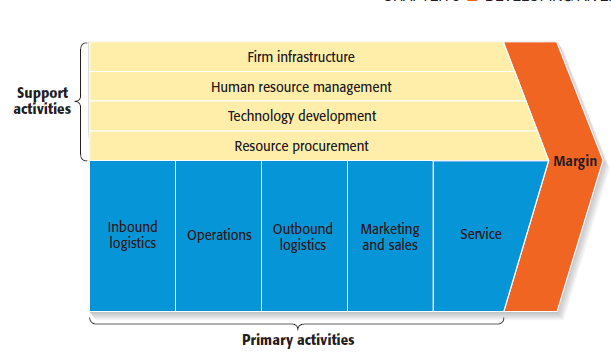 Firm infrastructure
Human resource management
Technology development
Resource procurement
Support
activities
Margin
Inbound
logistics
Operations
Outbound
logistics
Marketing
and sales
Service
Primary activities